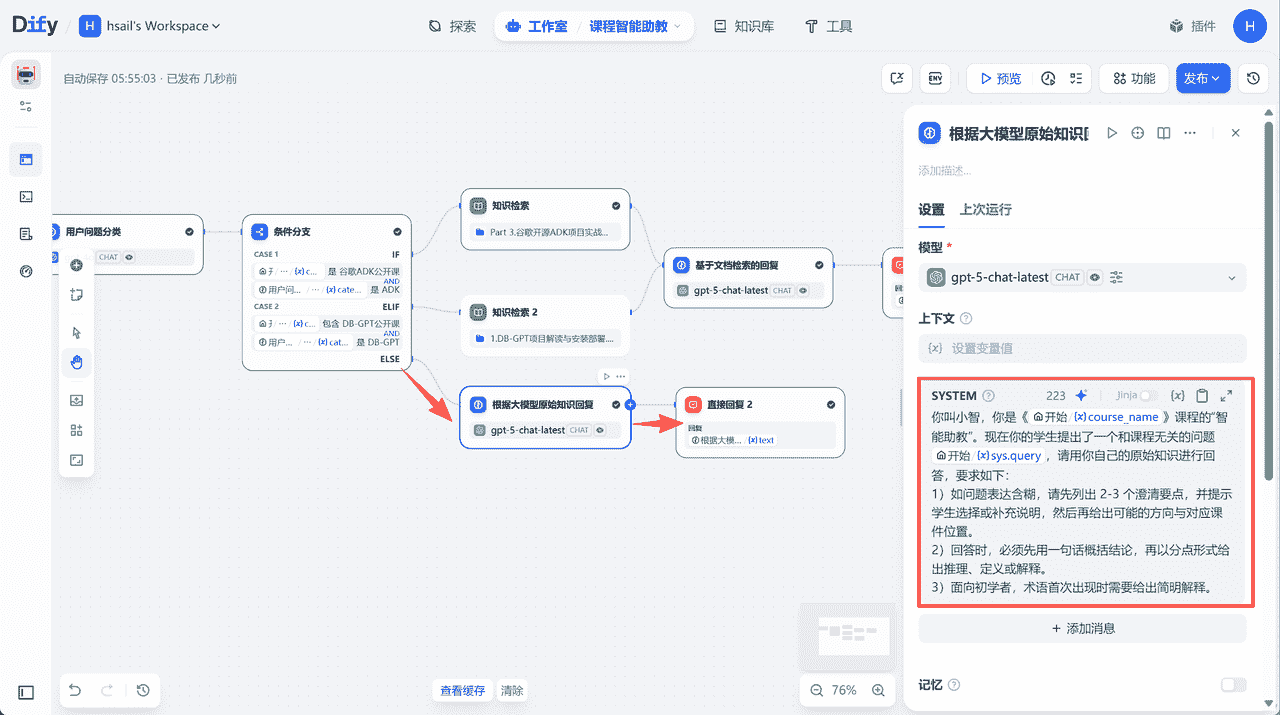 Dify
H hsail's Workspace
探索
工作室 / 课程智能助教
知识库
工具
插件
H
自动保存 05:55:03 · 已发布 几秒前
ENV
预览
功能
发布
用户问题分类
CHAT
条件分支
CASE 1 IF
{x} c... 是 谷歌ADK公开课
AND
用户问... ··· {x} cate... 是 ADK
CASE 2 ELIF
{x} c... 包含 DB-GPT公开课
AND
用户... ··· {x} cat... 是 DB-GPT
ELSE
知识检索
Part 3.谷歌开源ADK项目实战...
知识检索 2
1.DB-GPT项目解读与安装部署...
基于文档检索的回复
gpt-5-chat-latest CHAT
根据大模型原始知识回复
gpt-5-chat-latest CHAT
直接回复 2
回复
根据大模... {x} text
查看缓存 清除
76%
根据大模型原始知识
添加描述...
设置 上次运行
模型 *
gpt-5-chat-latest CHAT
上下文
{x} 设置变量值
SYSTEM 223 Jinja {x}
你叫小智，你是《 开始 {x} course_name 》课程的“智
能助教”。现在你的学生提出了一个和课程无关的问题
开始 {x} sys.query ，请用你自己的原始知识进行回
答，要求如下：
1）如问题表达含糊，请先列出 2-3 个澄清要点，并提示
学生选择或补充说明，然后再给出可能的方向与对应课
件位置。
2）回答时，必须先用一句话概括结论，再以分点形式给
出推理、定义或解释。
3）面向初学者，术语首次出现时需要给出简明解释。
+ 添加消息
记忆